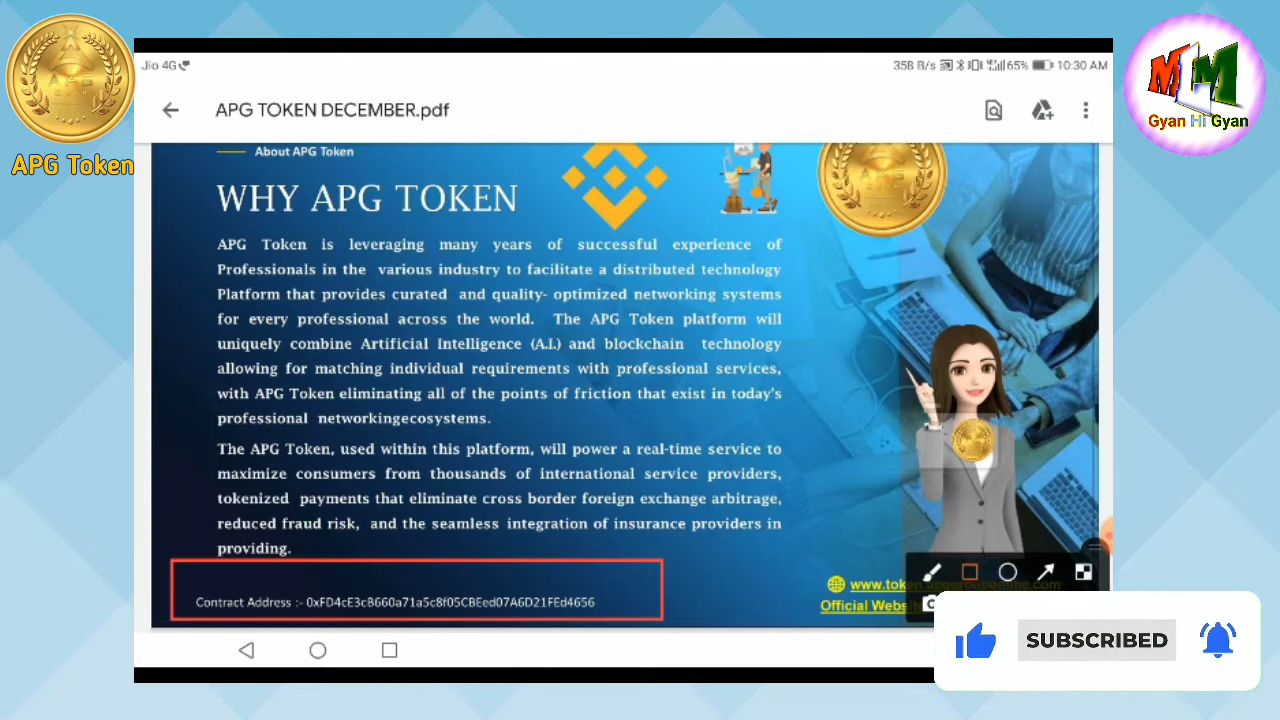 APG Token
MLM
Gyan Hi Gyan
Jio 4G
358 B/s
65%
10:30 AM
APG TOKEN DECEMBER.pdf
About APG Token
WHY APG TOKEN
APG Token is leveraging many years of successful experience of
Professionals in the various industry to facilitate a distributed technology
Platform that provides curated and quality- optimized networking systems
for every professional across the world. The APG Token platform will
uniquely combine Artificial Intelligence (A.I.) and blockchain technology
allowing for matching individual requirements with professional services,
with APG Token eliminating all of the points of friction that exist in today's
professional networkingecosystems.
The APG Token, used within this platform, will power a real-time service to
maximize consumers from thousands of international service providers,
tokenized payments that eliminate cross border foreign exchange arbitrage,
reduced fraud risk, and the seamless integration of insurance providers in
providing.
Contract Address :- 0xFD4cE3cB660a71a5c8f05CBEed07A6D21FEd4656
Official
SUBSCRIBED